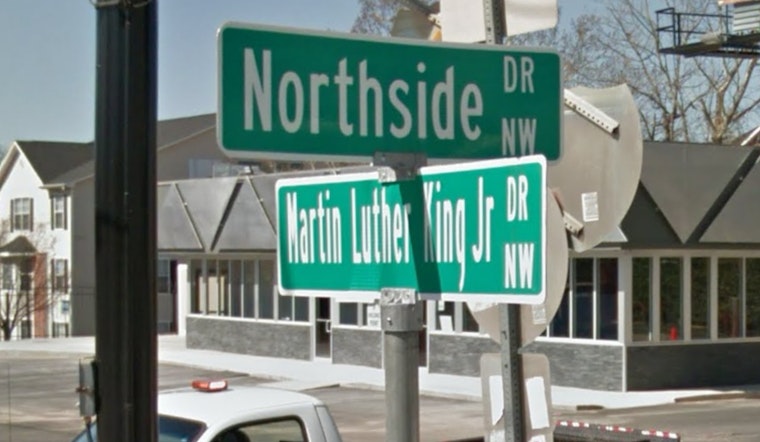 Northside DR NW
Martin Luther King Jr DR NW